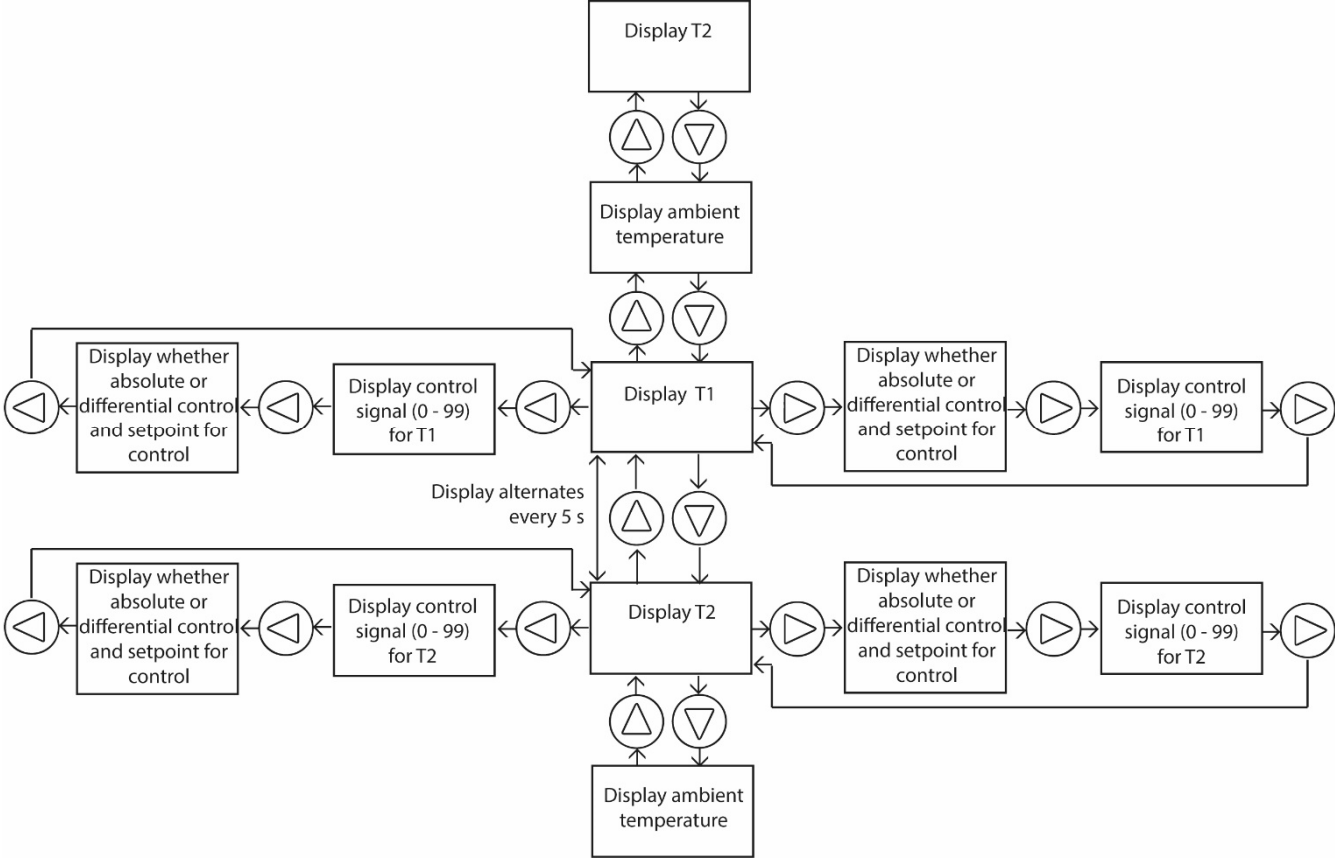 Display T2
Display ambient
temperature
Display whether
absolute or
differential control
and setpoint for
control
Display control
signal (0 - 99)
for T1
Display T1
Display whether
absolute or
differential control
and setpoint for
control
Display control
signal (0 - 99)
for T1
Display alternates
every 5 s
Display whether
absolute or
differential control
and setpoint for
control
Display control
signal (0 - 99)
for T2
Display T2
Display whether
absolute or
differential control
and setpoint for
control
Display control
signal (0 - 99)
for T2
Display ambient
temperature